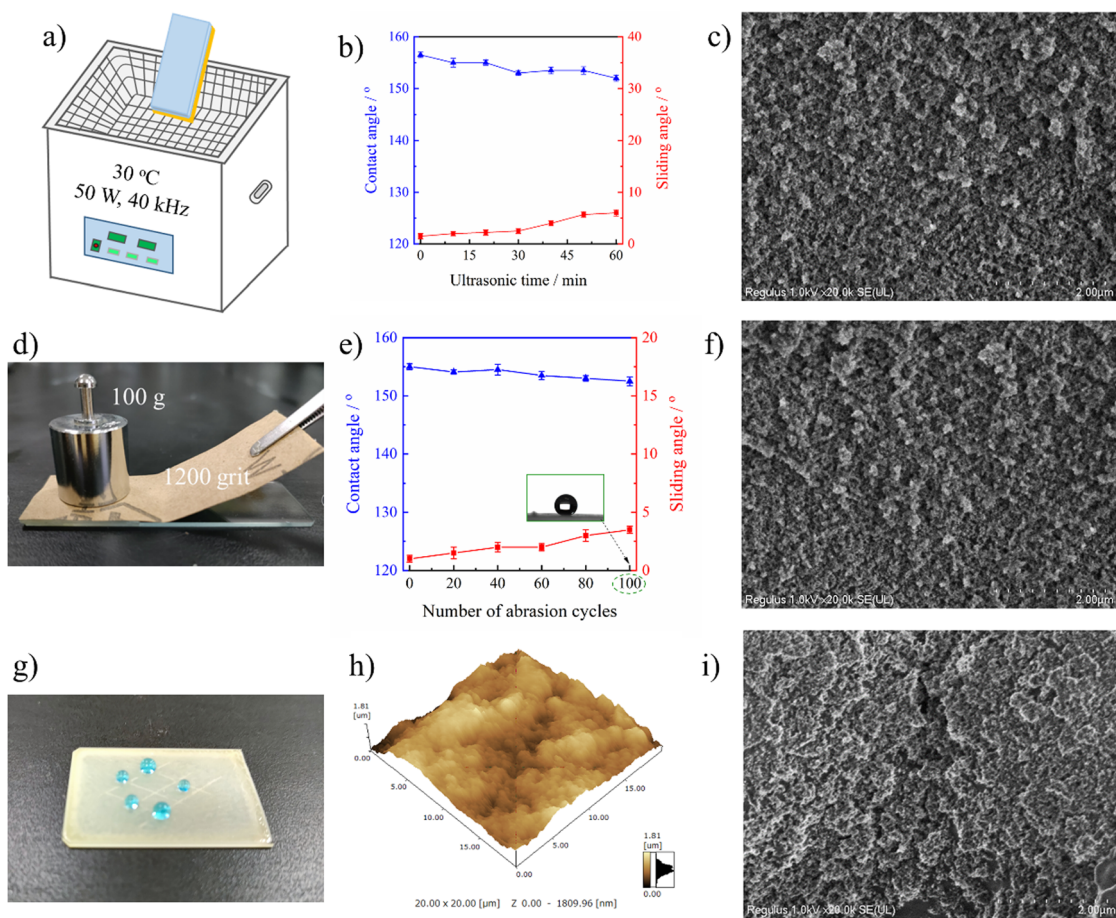 a)
30 °C
50 W, 40 kHz
b)
160
150
140
130
120
Contact angle / °
40
30
20
10
0
Sliding angle / °
0
15
30
45
60
Ultrasonic time / min
c)
Regulus 1.0kV ×20.0k SE(UL)
2.00µm
d)
100 g
1200 grit
e)
160
150
140
130
120
Contact angle / °
20
15
10
5
0
Sliding angle / °
0
20
40
60
80
100
Number of abrasion cycles
f)
Regulus 1.0kV ×20.0k SE(UL)
2.00µm
g)
h)
1.81
[um]
0.00
5.00
10.00
15.00
15.00
10.00
5.00
0.00
1.81
[um]
0.00
20.00 x 20.00 [µm] Z 0.00 - 1809.96 [nm]
i)
Regulus 1.0kV ×20.0k SE(UL)
2.00µm